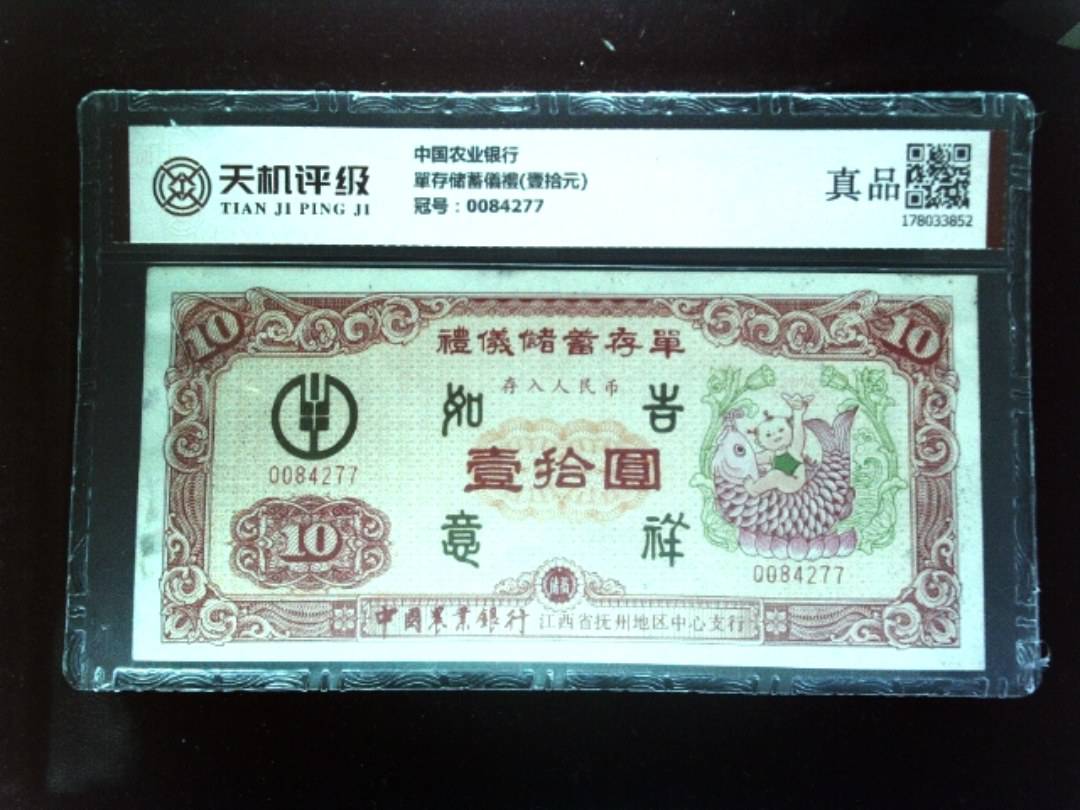 天机评级
TIAN JI PING JI
中国农业银行
單存储蓄儀禮(壹拾元)
冠号：0084277
真品
178033852
10
10
禮儀儲蓄存單
存入人民币
如 吉
壹拾圓
意 祥
0084277
10
0084277
儲蓄
中國農業銀行 江西省抚州地区中心支行